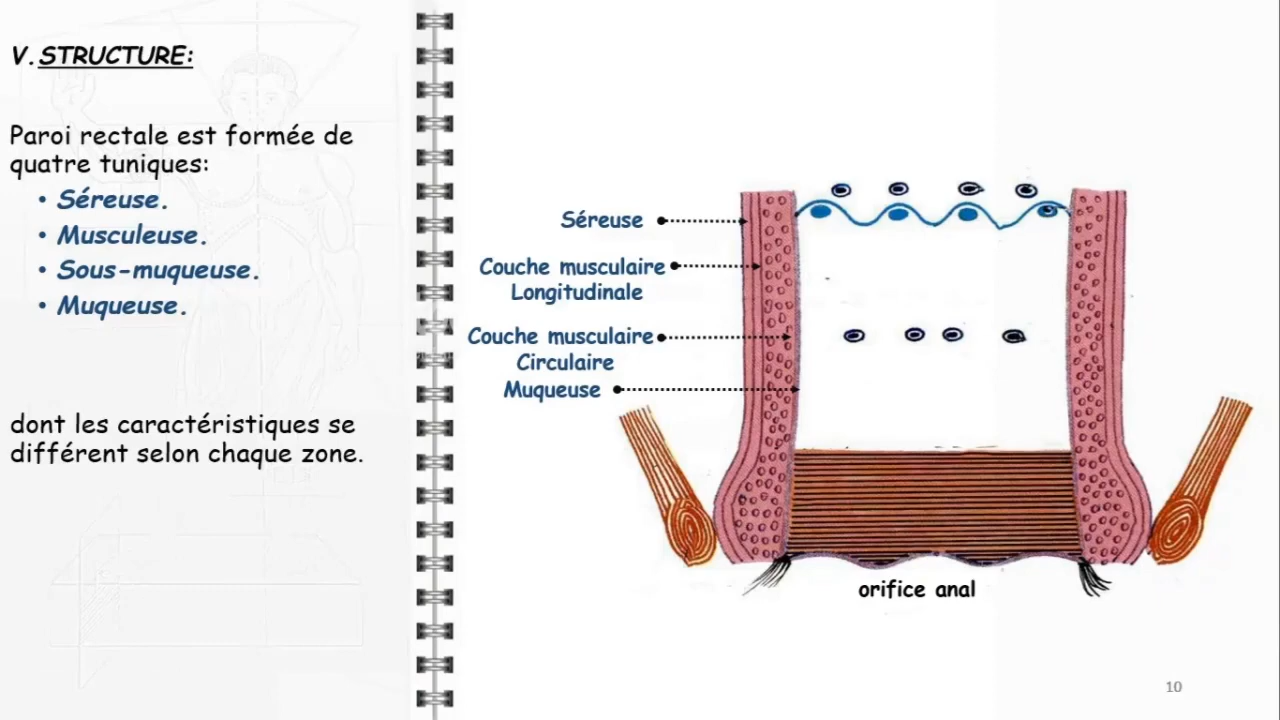 V. STRUCTURE:
Paroi rectale est formée de
quatre tuniques:
• Séreuse.
• Musculeuse.
• Sous-muqueuse.
• Muqueuse.
dont les caractéristiques se
différent selon chaque zone.
Séreuse
Couche musculaire
Longitudinale
Couche musculaire
Circulaire
Muqueuse
orifice anal
10